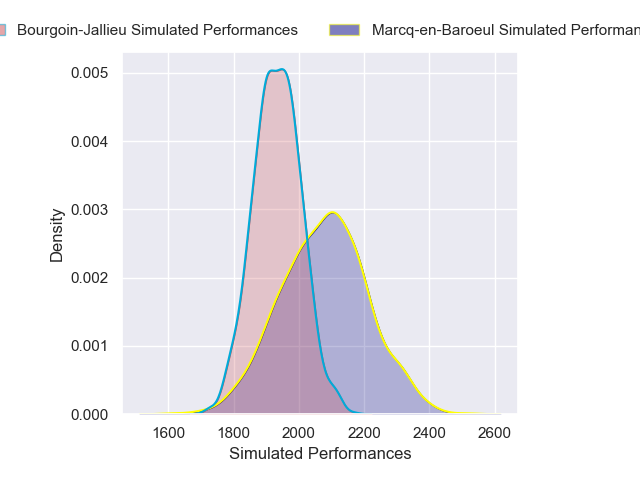 Bourgoin-Jallieu Simulated Performances
Marcq-en-Baroeul Simulated
0.005
0.004
0.003
0.002
0.001
0.000
Density
1600 1800 2000 2200 2400 2600
Simulated Performances